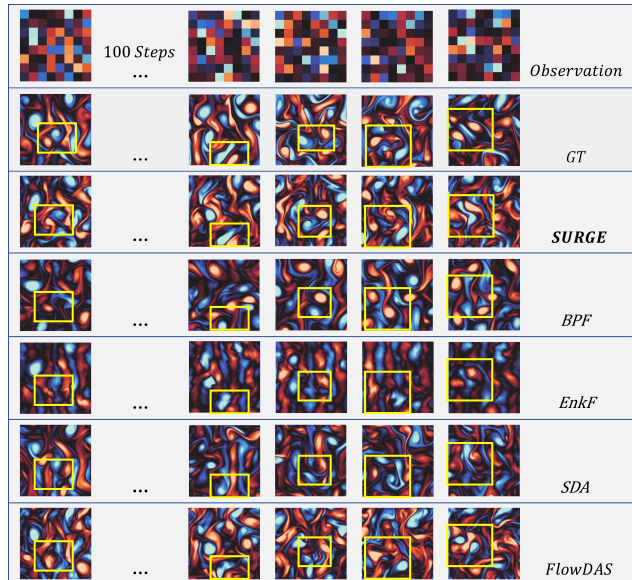 100 Steps
...
Observation
...
GT
...
SURGE
...
BPF
...
EnkF
...
SDA
...
FlowDAS